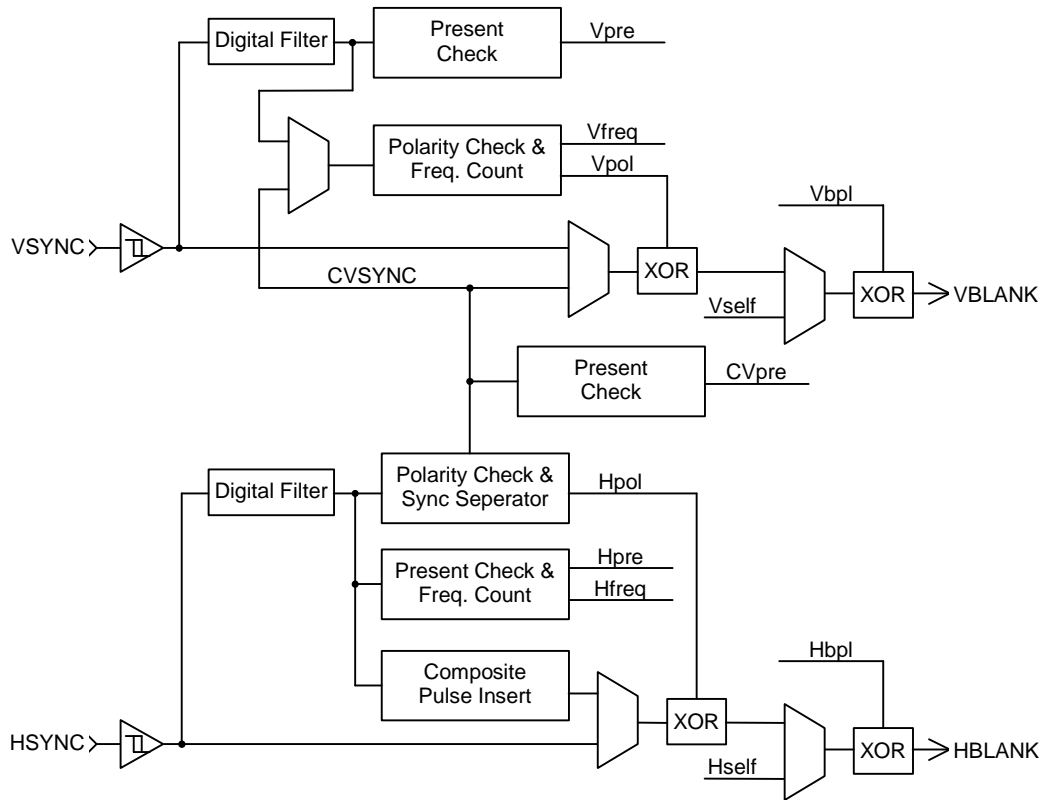 Digital Filter
Present
Check
Vpre
Polarity Check &
Freq. Count
Vfreq
Vpol
Vbpl
VSYNC
CVSYNC
XOR
Vself
XOR
VBLANK
Present
Check
CVpre
Digital Filter
Polarity Check &
Sync Seperator
Hpol
Present Check &
Freq. Count
Hpre
Hfreq
Composite
Pulse Insert
Hbpl
HSYNC
XOR
Hself
XOR
HBLANK